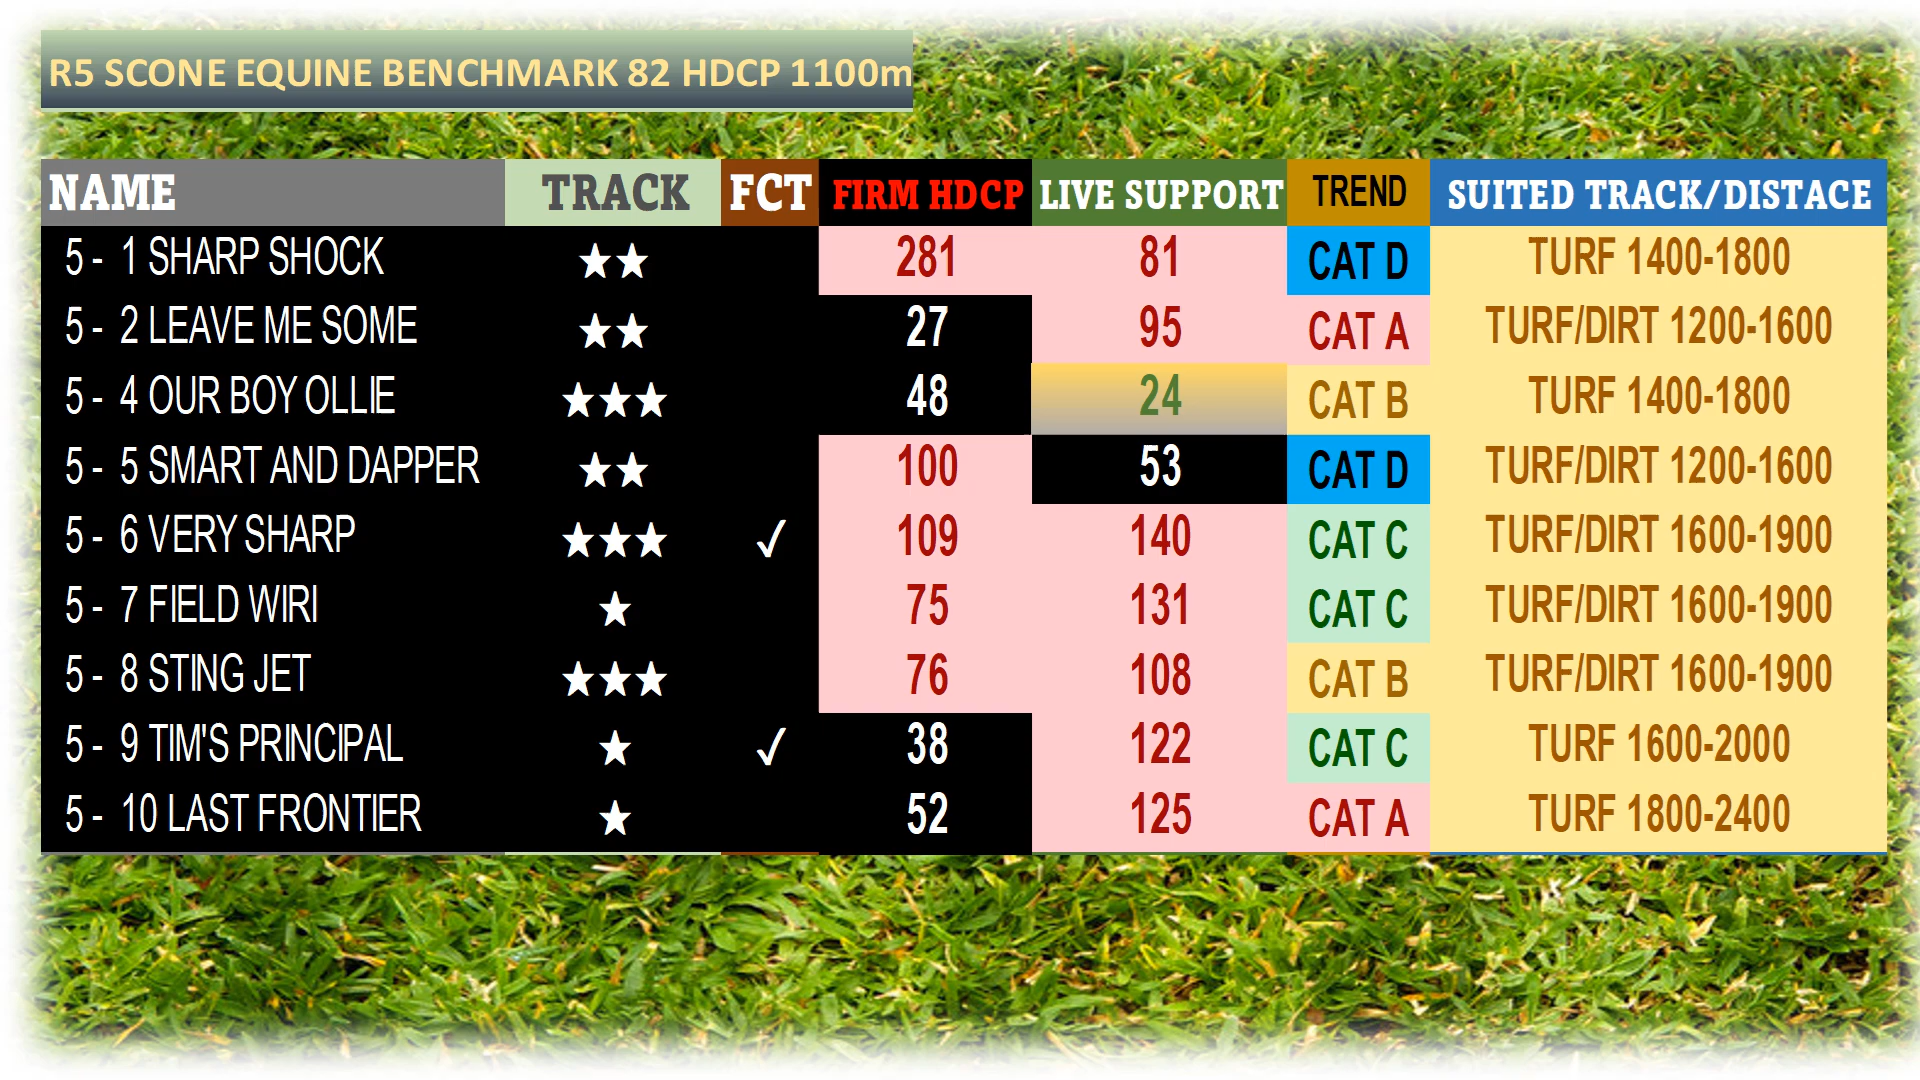 R5 SCONE EQUINE BENCHMARK 82 HDCP 1100m
NAME TRACK FCT FIRM HDCP LIVE SUPPORT TREND SUITED TRACK/DISTACE
5 - 1 SHARP SHOCK ★★ 281 81 CAT D TURF 1400-1800
5 - 2 LEAVE ME SOME ★★ 27 95 CAT A TURF/DIRT 1200-1600
5 - 4 OUR BOY OLLIE ★★★ 48 24 CAT B TURF 1400-1800
5 - 5 SMART AND DAPPER ★★ 100 53 CAT D TURF/DIRT 1200-1600
5 - 6 VERY SHARP ★★★ ✓ 109 140 CAT C TURF/DIRT 1600-1900
5 - 7 FIELD WIRI ★ 75 131 CAT C TURF/DIRT 1600-1900
5 - 8 STING JET ★★★ 76 108 CAT B TURF/DIRT 1600-1900
5 - 9 TIM'S PRINCIPAL ★ ✓ 38 122 CAT C TURF 1600-2000
5 - 10 LAST FRONTIER ★ 52 125 CAT A TURF 1800-2400